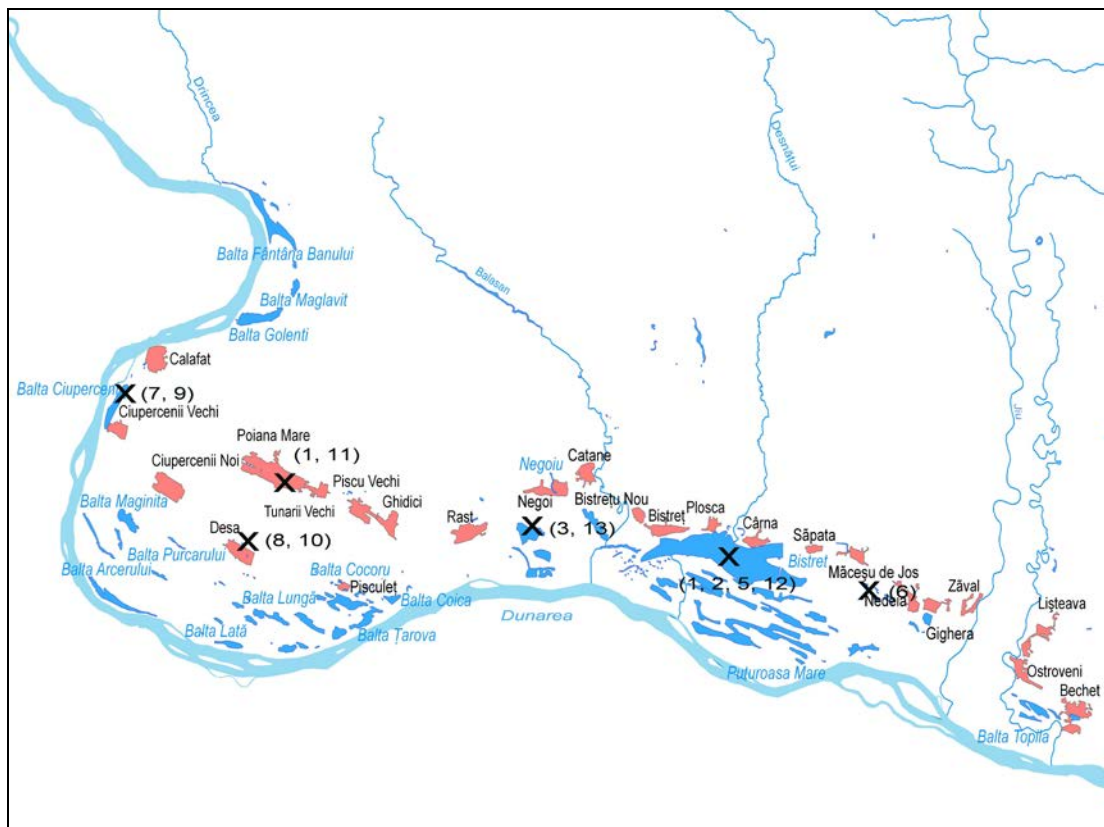 Drincea
Desnățui
Balta Fântâna Banului
Balasan
Balta Maglavit
Balta Golenti
Calafat
Balta Ciuperceni
(7, 9)
Ciupercenii Vechi
Jiu
Poiana Mare
(1, 11)
Ciupercenii Noi
Catane
Negoiu
Piscu Vechi
Balta Maginita
Tunarii Vechi
Ghidici
Negoi
Bistrețu Nou
Rast
Bistreț
Plosca
Desa
(3, 13)
Cârna
Săpata
(8, 10)
Balta Purcarului
Balta Arcerului
Balta Cocoru
Bistreț
Pisculet
Măceșu de Jos
(1, 2, 5, 12)
(6)
Zăval
Nedeia
Balta Lungă
Balta Coica
Lișteava
Dunarea
Balta Țarova
Gighera
Balta Lată
Puturoasa Mare
Ostroveni
Bechet
Balta Topila